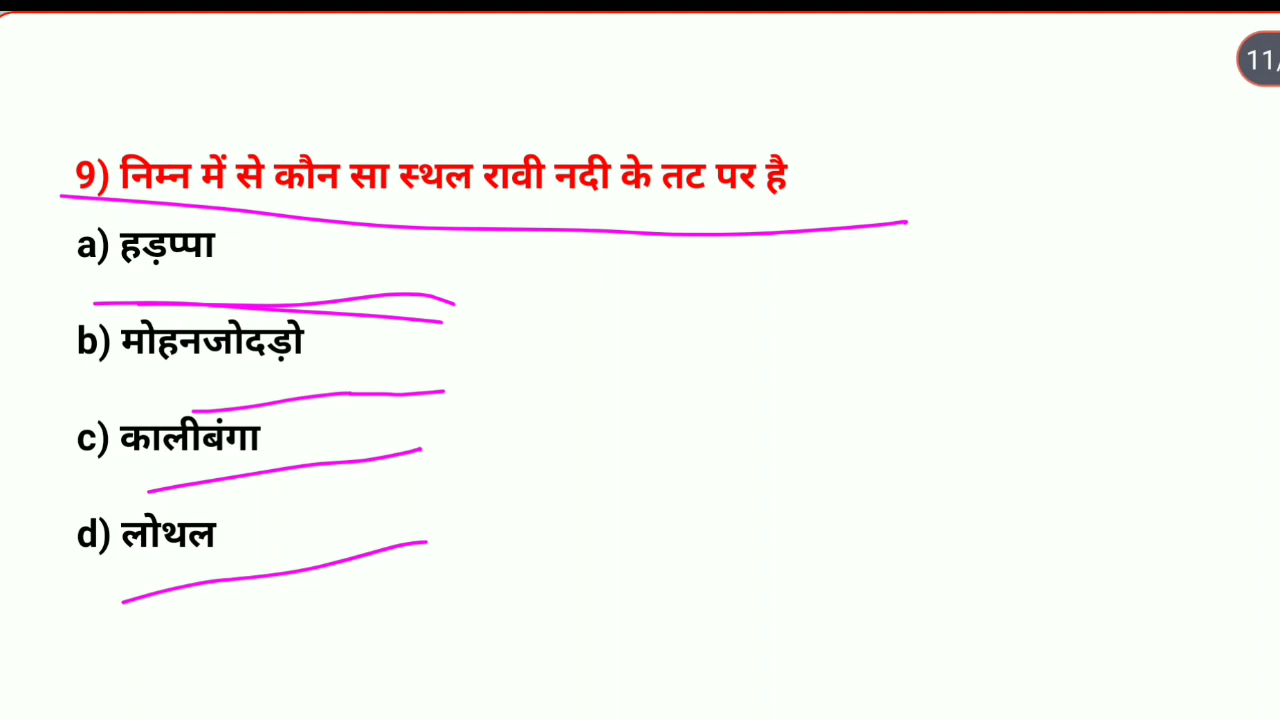 11/
9) निम्न में से कौन सा स्थल रावी नदी के तट पर है
a) हड़प्पा
b) मोहनजोदड़ो
c) कालीबंगा
d) लोथल